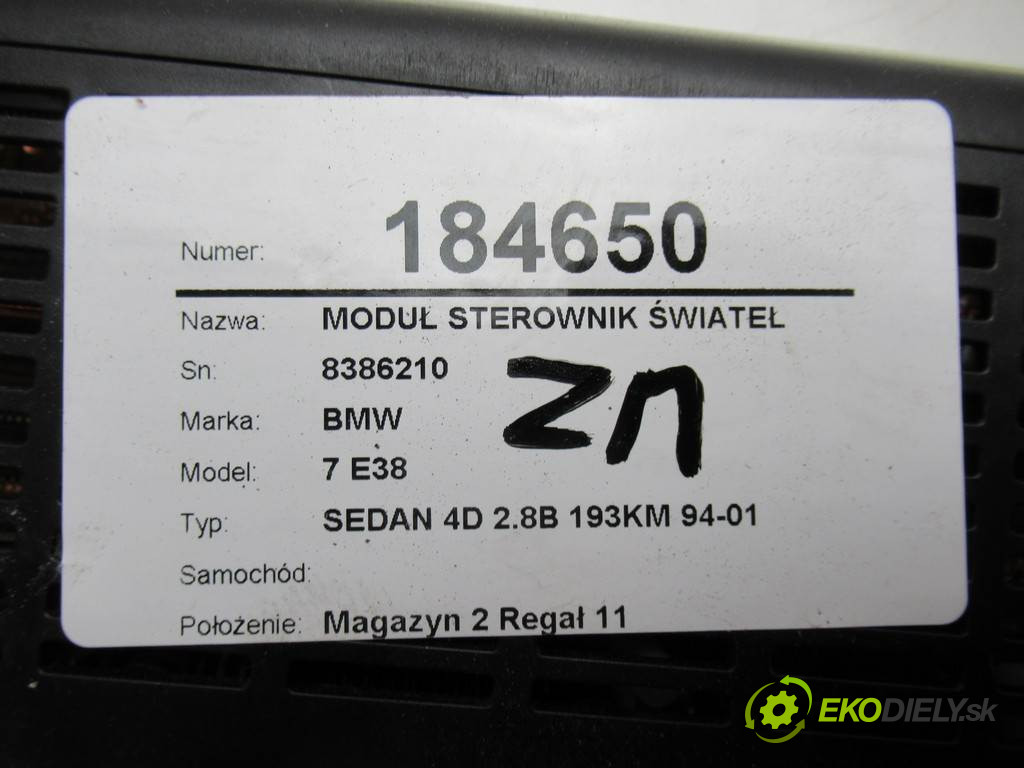 Numer: 184650
Nazwa: MODUŁ STEROWNIK ŚWIATEŁ
Sn: 8386210
Marka: BMW
Model: 7 E38
Typ: SEDAN 4D 2.8B 193KM 94-01
Samochód:
Położenie: Magazyn 2 Regał 11
EKODIELY.sk